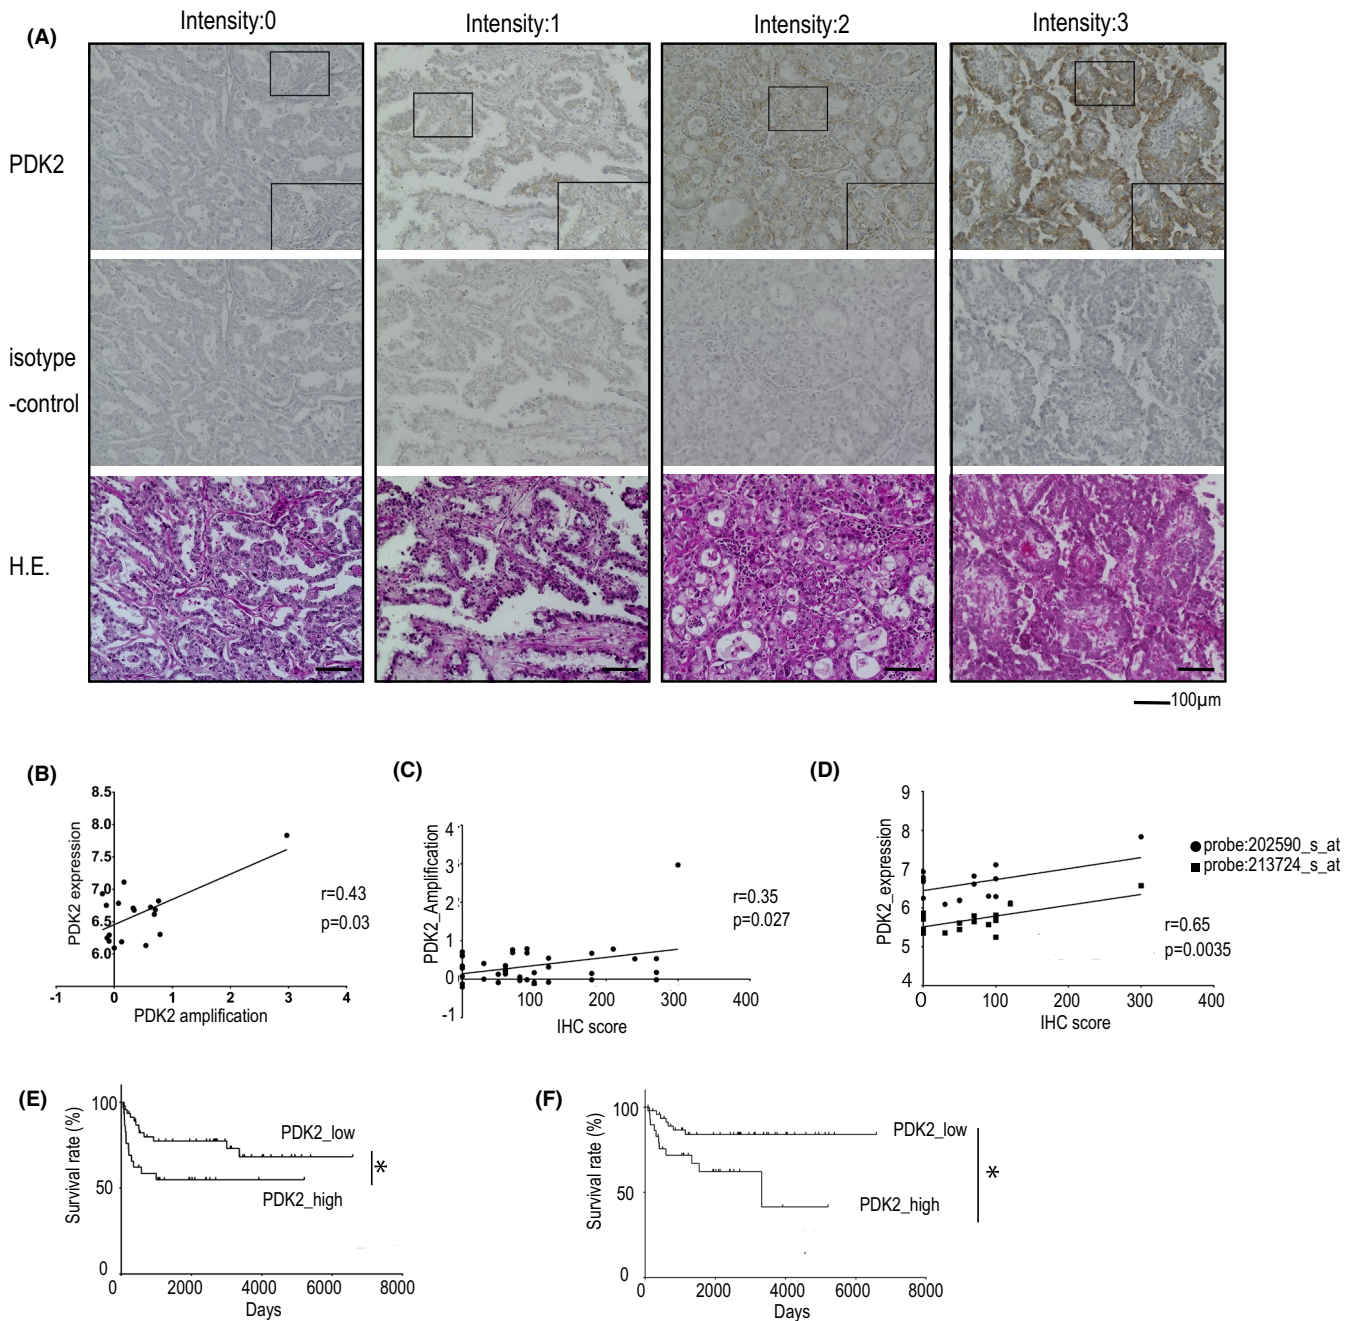 (A)
Intensity:0
Intensity:1
Intensity:2
Intensity:3
PDK2
isotype
-control
H.E.
100μm
(B)
8.5
8.0
7.5
7.0
6.5
6.0
PDK2 expression
-1
0
1
2
3
4
PDK2 amplification
r=0.43
p=0.03
(C)
4
3
2
1
0
-1
PDK2_Amplification
100
200
300
400
IHC score
r=0.35
p=0.027
(D)
9
8
7
6
5
4
PDK2_expression
0
100
200
300
400
IHC score
probe:202590_s_at
probe:213724_s_at
r=0.65
p=0.0035
(E)
100
50
0
Survival rate (%)
PDK2_low
PDK2_high
*
0
2000
4000
6000
8000
Days
(F)
100
50
0
Survival rate (%)
PDK2_low
PDK2_high
*
0
2000
4000
6000
8000
Days